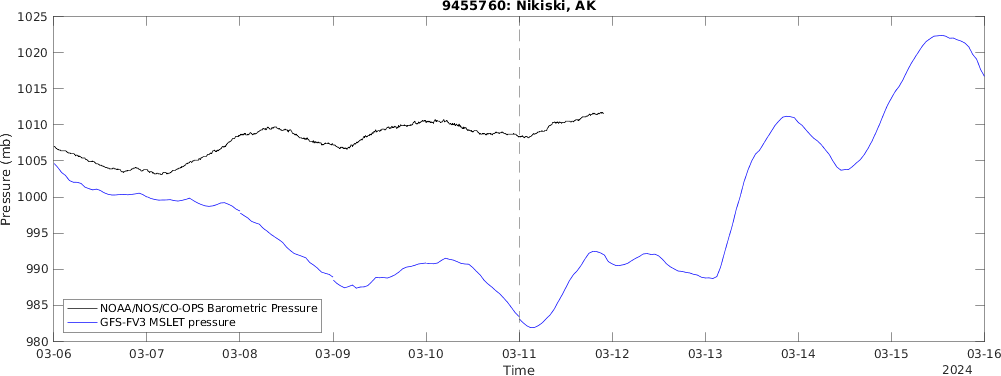 9455760: Nikiski, AK
Pressure (mb)
1025
1020
1015
1010
1005
1000
995
990
985
980
NOAA/NOS/CO-OPS Barometric Pressure
GFS-FV3 MSLET pressure
03-06 03-07 03-08 03-09 03-10 03-11 03-12 03-13 03-14 03-15 03-16
Time
2024